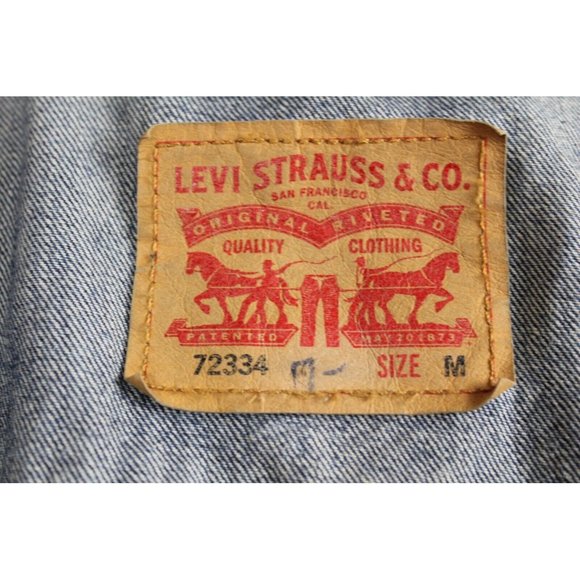 LEVI STRAUSS & CO.
SAN FRANCISCO
CAL.
ORIGINAL RIVETED
QUALITY CLOTHING
PATENTED MAY 20 1873
72334 M- SIZE M